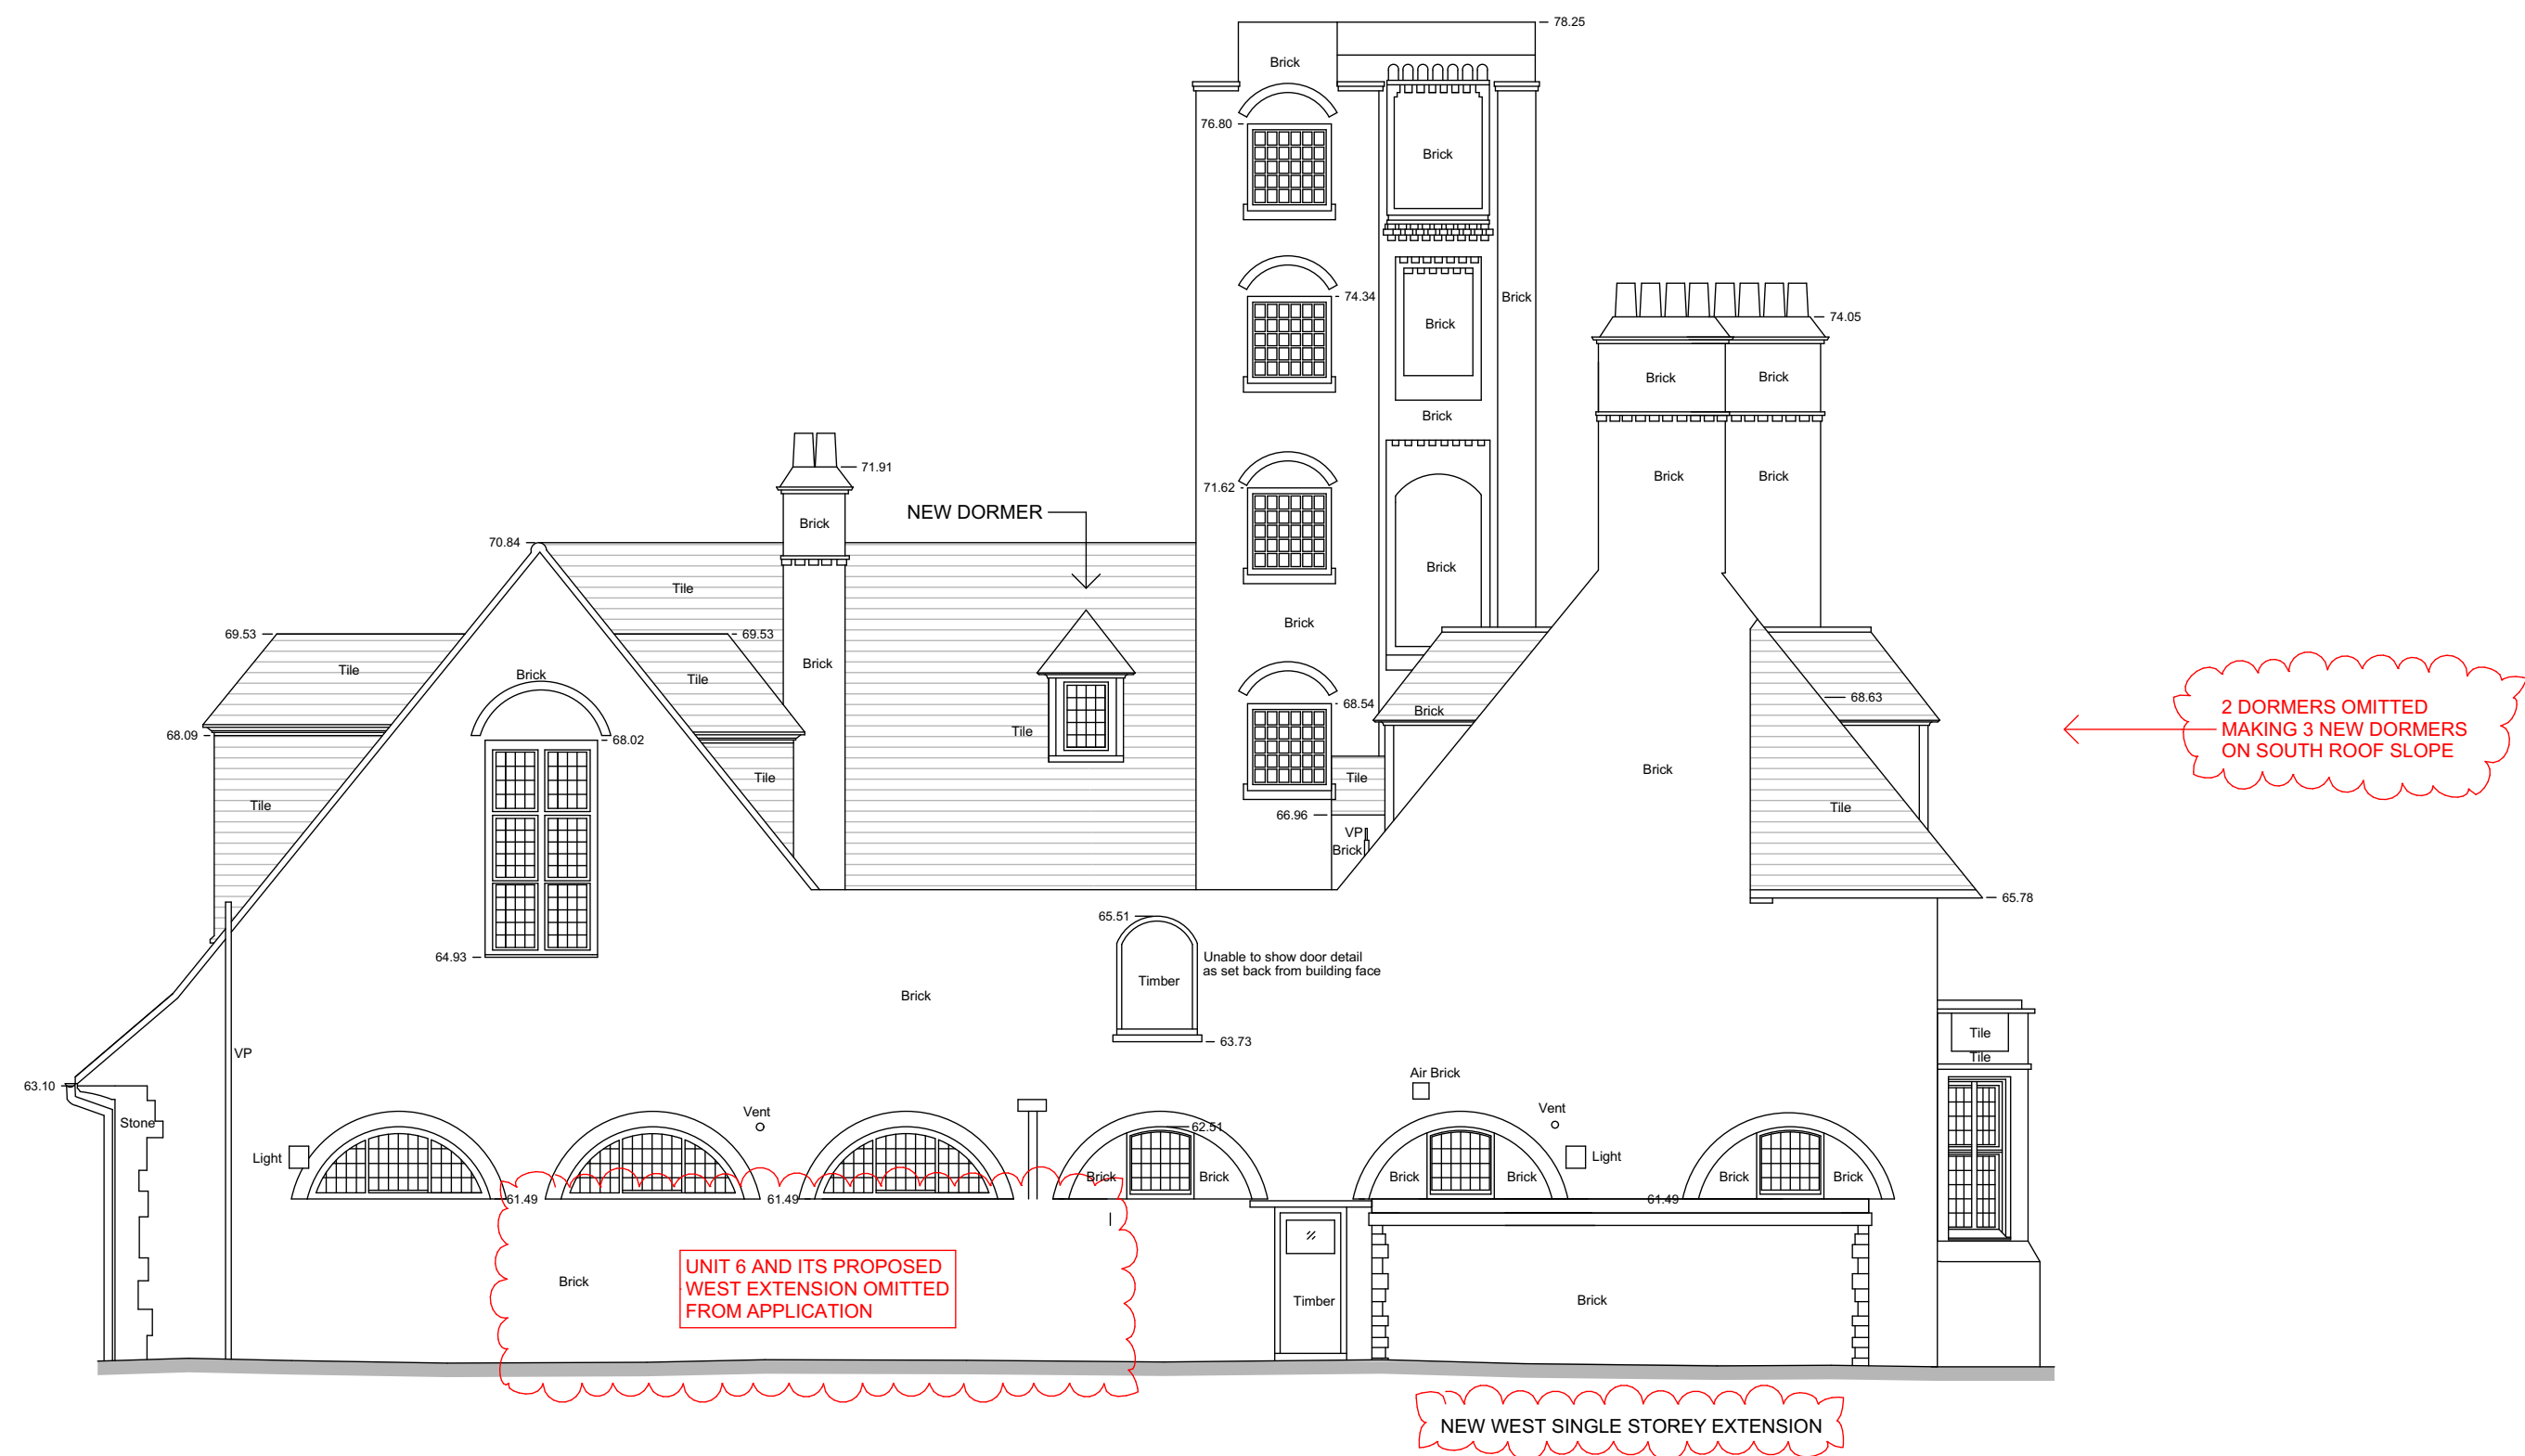 78.25
Brick
76.80
Brick
74.34
Brick
Brick
74.05
Brick
Brick
Brick
71.91
Brick
Brick
71.62
NEW DORMER
Brick
70.84
Brick
Tile
Brick
69.53
69.53
Brick
Tile
Brick
Tile
68.63
68.54
2 DORMERS OMITTED
MAKING 3 NEW DORMERS
ON SOUTH ROOF SLOPE
Brick
Tile
68.09
68.02
Brick
Tile
Tile
Tile
Tile
66.96
VP
Brick
65.78
65.51
64.93
Unable to show door detail
as set back from building face
Timber
Brick
Tile
63.73
VP
Tile
Air Brick
63.10
Vent
Vent
Stone
62.51
Light
Light
Brick
Brick
Brick
Brick
Brick
Brick
61.49
61.49
61.49
UNIT 6 AND ITS PROPOSED
WEST EXTENSION OMITTED
FROM APPLICATION
Brick
Timber
Brick
NEW WEST SINGLE STOREY EXTENSION